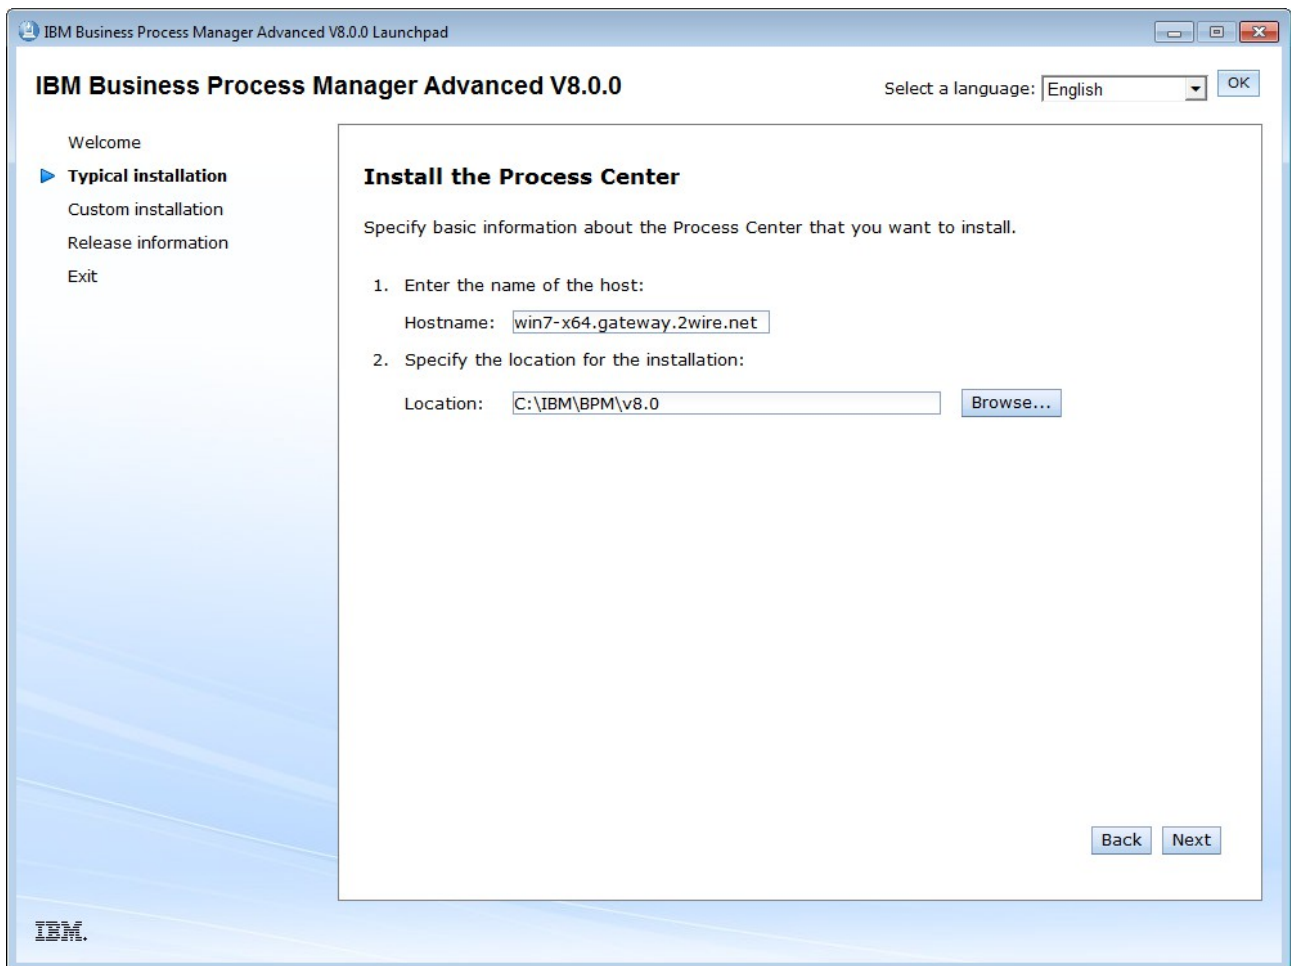 IBM Business Process Manager Advanced V8.0.0 Launchpad
IBM Business Process Manager Advanced V8.0.0
Select a language: English OK
Welcome
Typical installation
Custom installation
Release information
Exit
Install the Process Center
Specify basic information about the Process Center that you want to install.
1. Enter the name of the host:
Hostname: win7-x64.gateway.2wire.net
2. Specify the location for the installation:
Location: C:\IBM\BPM\v8.0 Browse...
Back Next
IBM.